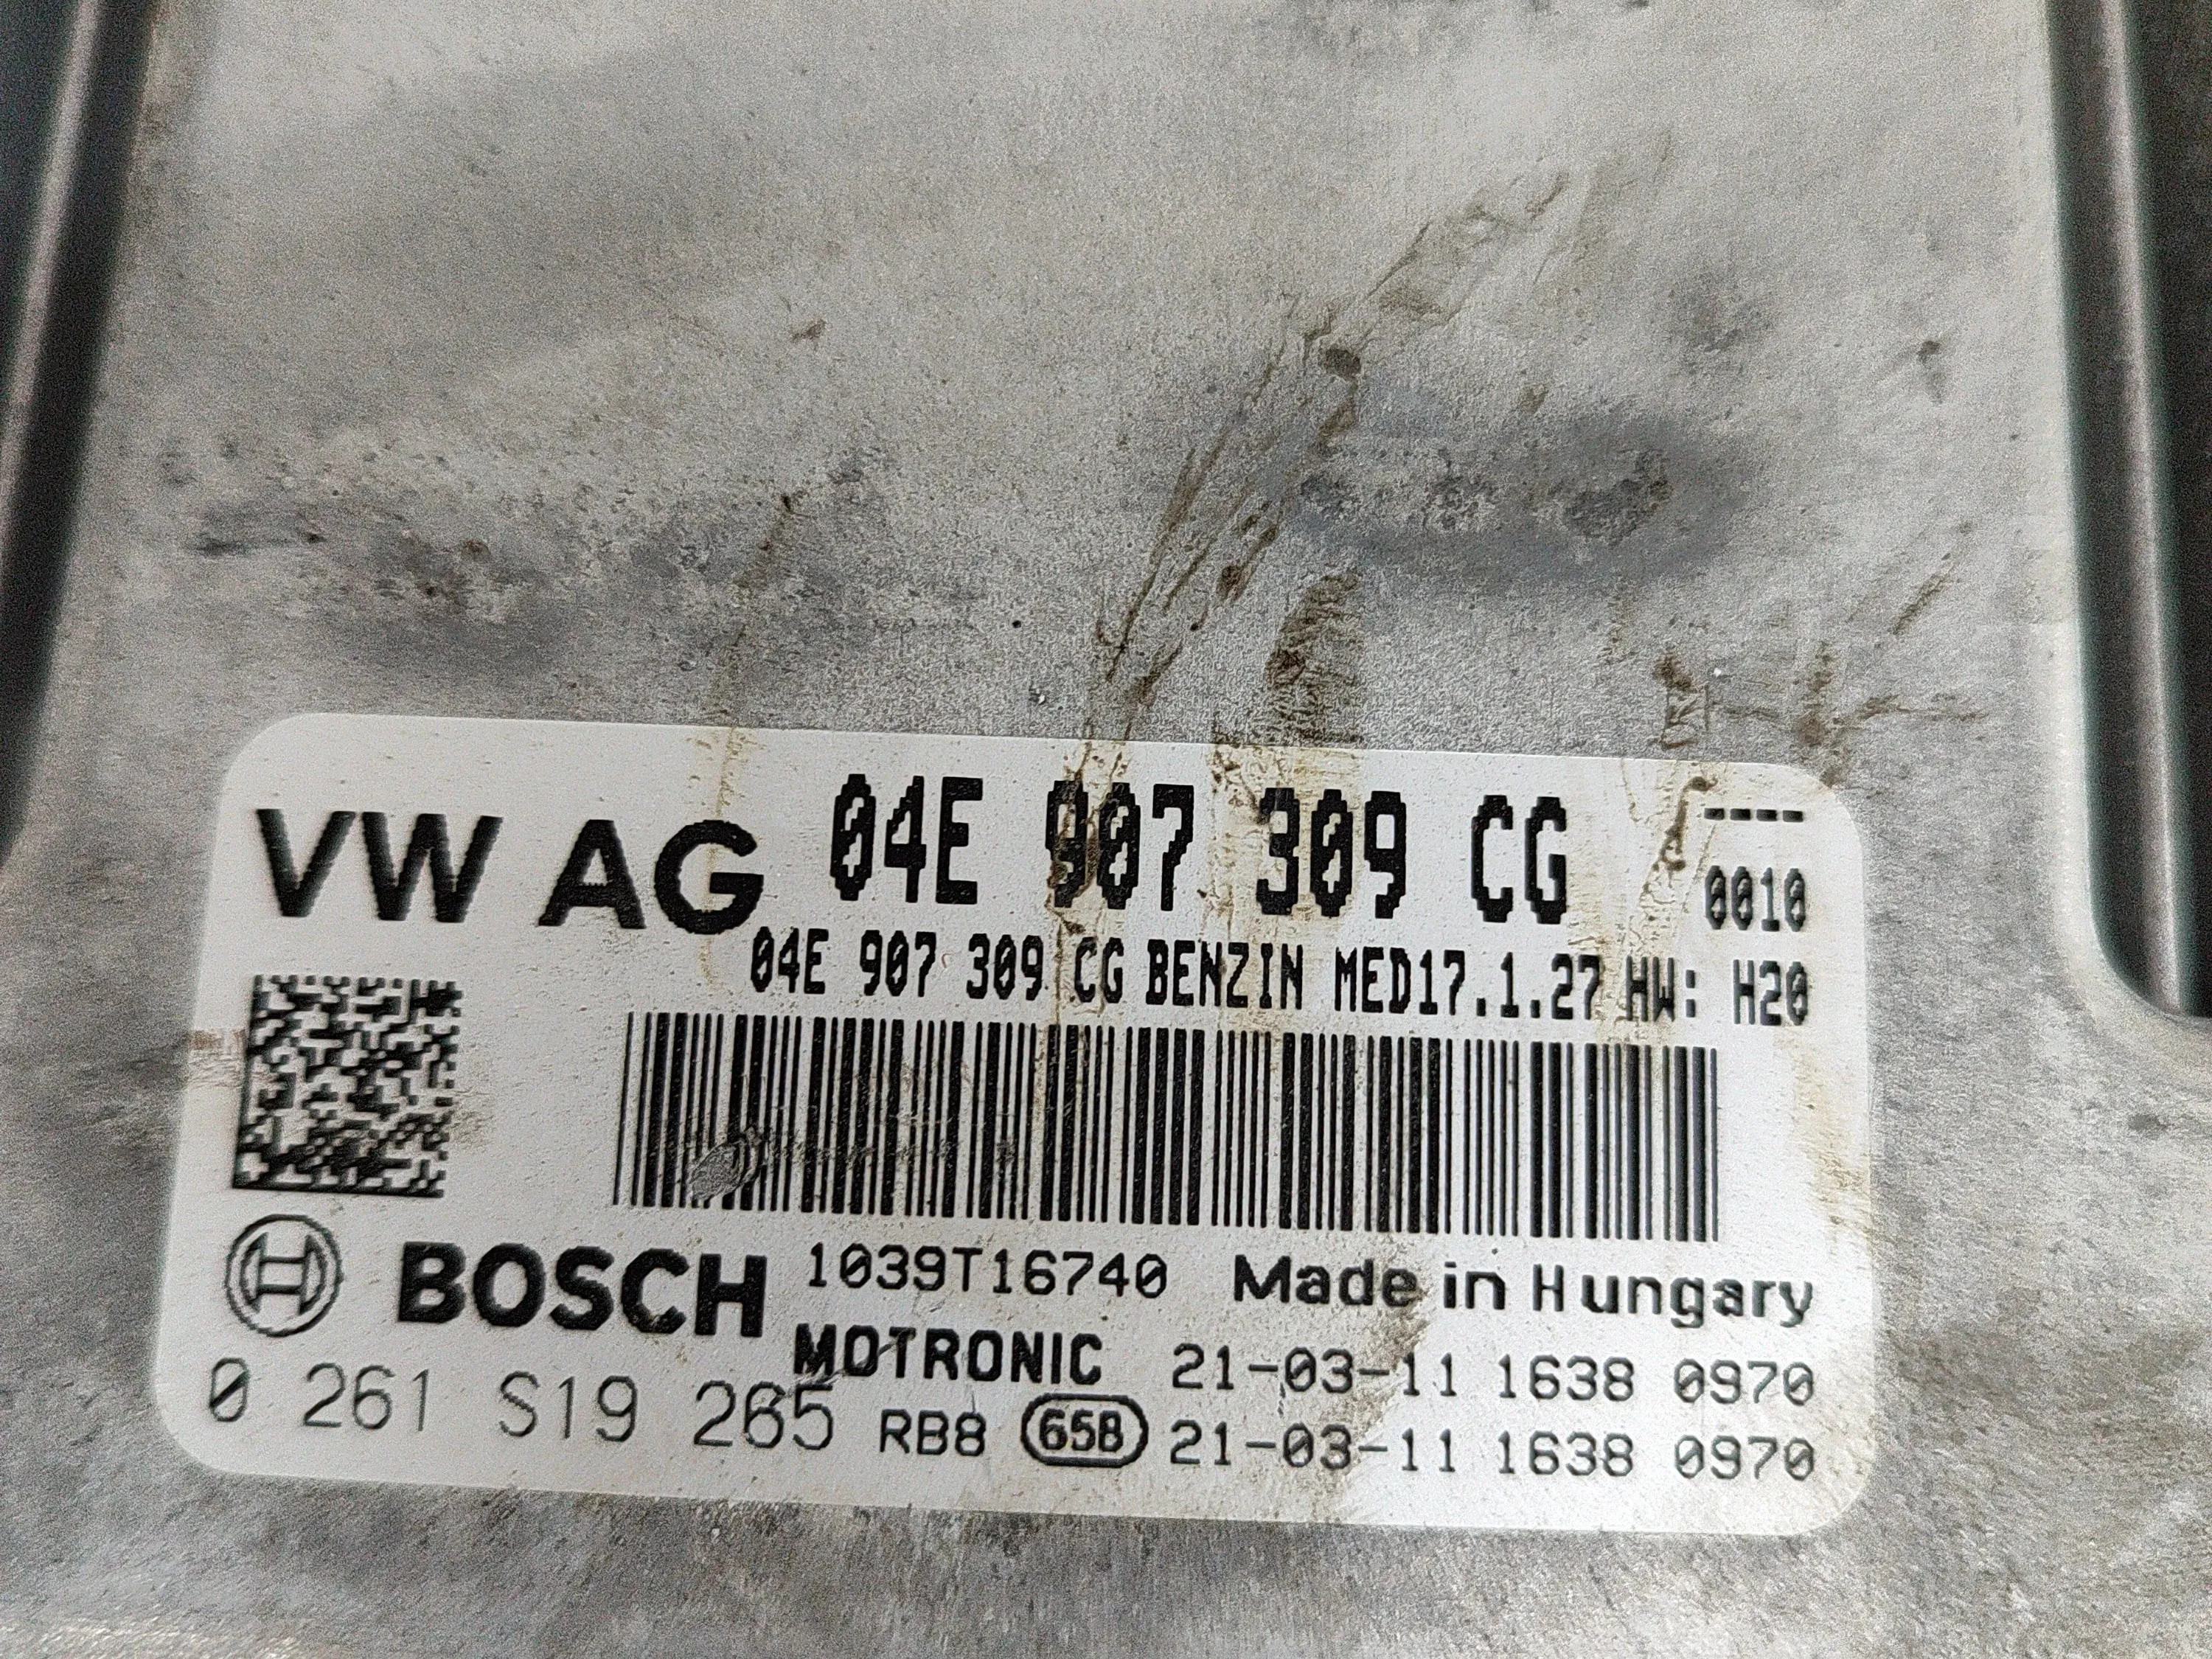 VW AG 04E 907 309 CG ----
0010
04E 907 309 CG BENZIN MED17.1.27 HW: H20
BOSCH 1039T16740 Made in Hungary
MOTRONIC 21-03-11 1638 0970
0 261 S19 265 RB8 65B 21-03-11 1638 0970